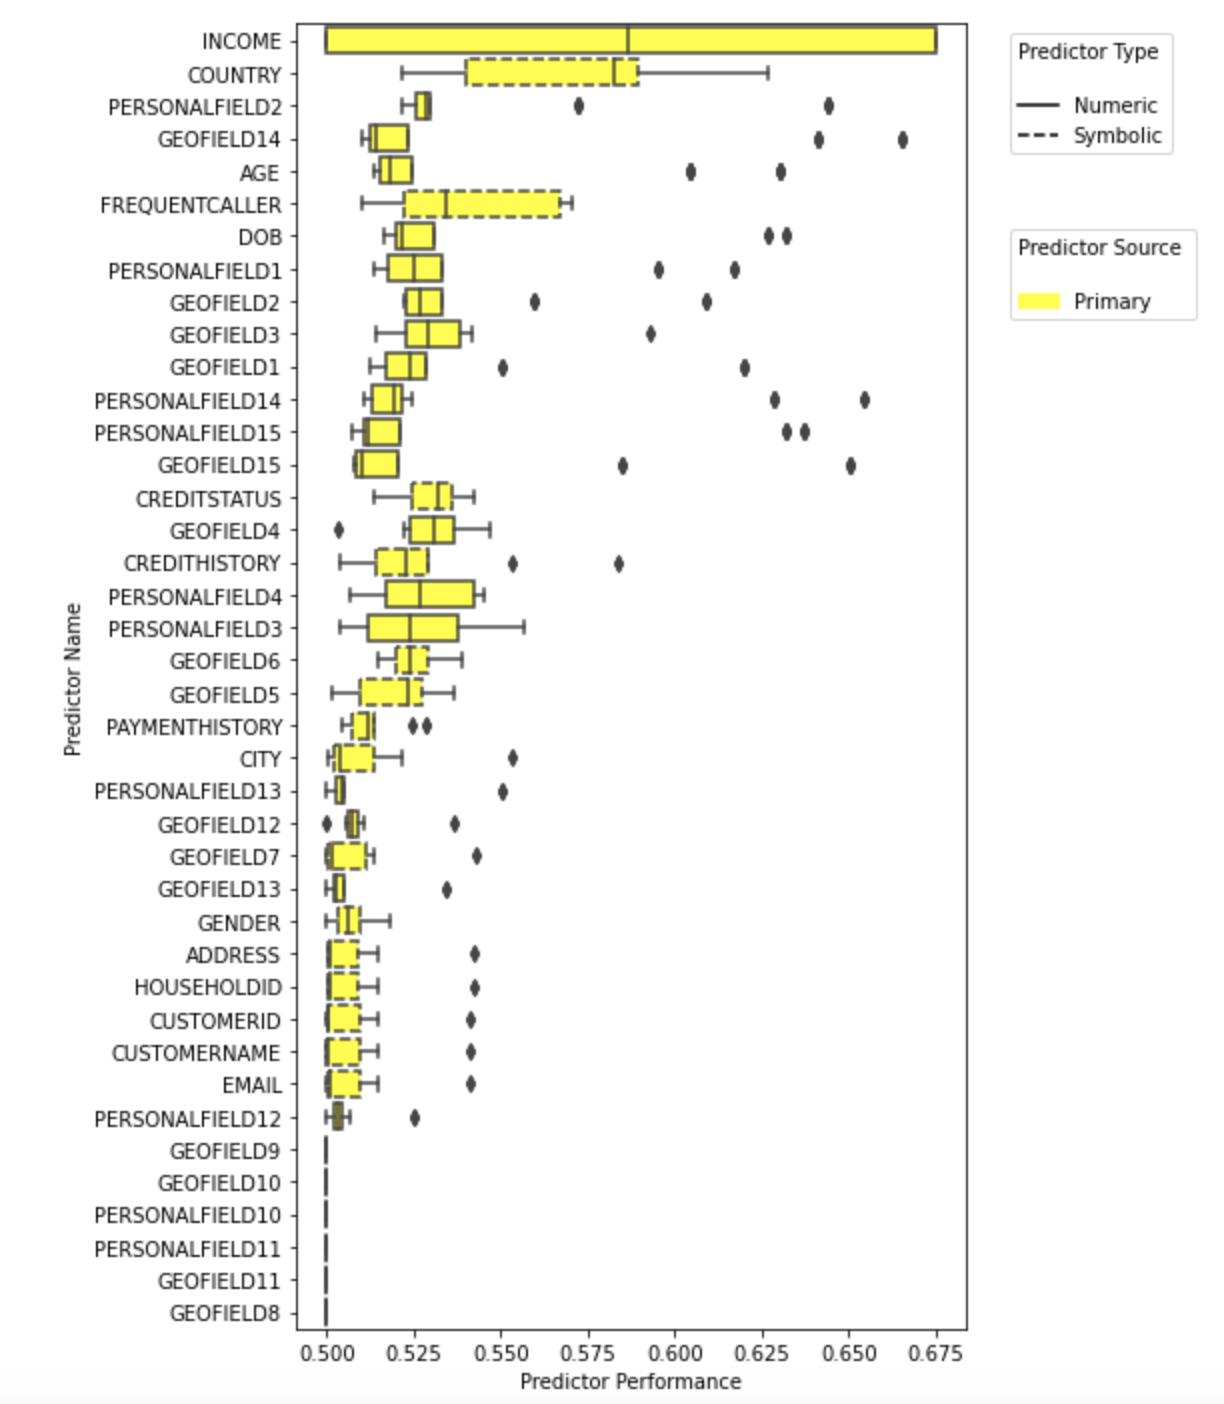 INCOME
COUNTRY
PERSONALFIELD2
GEOFIELD14
AGE
FREQUENTCALLER
DOB
PERSONALFIELD1
GEOFIELD2
GEOFIELD3
GEOFIELD1
PERSONALFIELD14
PERSONALFIELD15
GEOFIELD15
CREDITSTATUS
GEOFIELD4
CREDITHISTORY
PERSONALFIELD4
PERSONALFIELD3
GEOFIELD6
GEOFIELD5
PAYMENTHISTORY
CITY
PERSONALFIELD13
GEOFIELD12
GEOFIELD7
GEOFIELD13
GENDER
ADDRESS
HOUSEHOLDID
CUSTOMERID
CUSTOMERNAME
EMAIL
PERSONALFIELD12
GEOFIELD9
GEOFIELD10
PERSONALFIELD10
PERSONALFIELD11
GEOFIELD11
GEOFIELD8
Predictor Name
0.500 0.525 0.550 0.575 0.600 0.625 0.650 0.675
Predictor Performance
Predictor Type
Numeric
Symbolic
Predictor Source
Primary